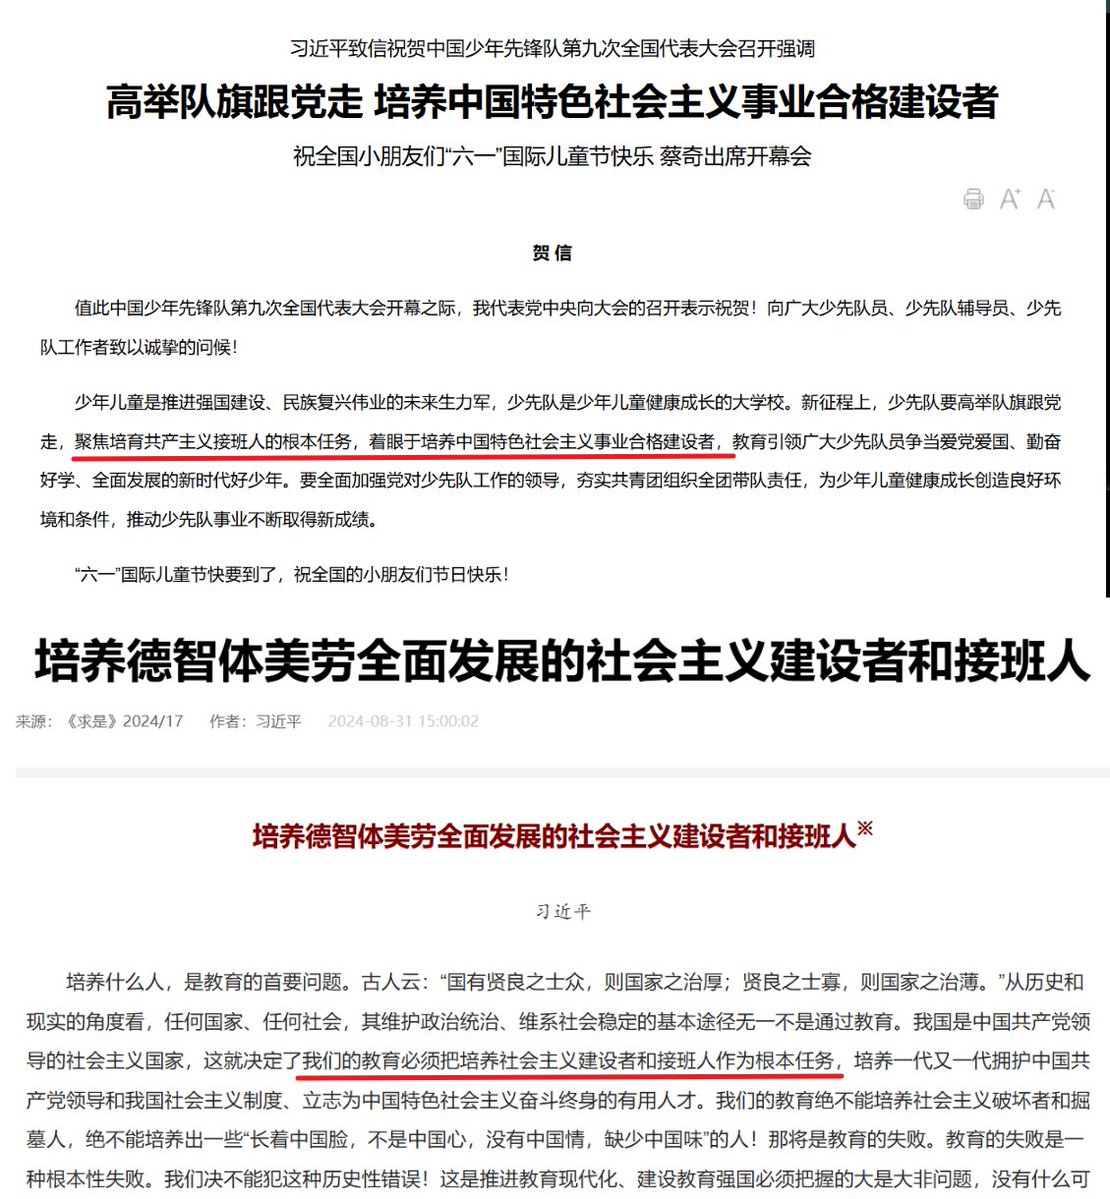 习近平致信祝贺中国少年先锋队第九次全国代表大会召开强调
高举队旗跟党走 培养中国特色社会主义事业合格建设者
祝全国小朋友们“六一”国际儿童节快乐 蔡奇出席开幕会
A+ A-
贺 信
值此中国少年先锋队第九次全国代表大会开幕之际，我代表党中央向大会的召开表示祝贺！向广大少先队员、少先队辅导员、少先
队工作者致以诚挚的问候！
少年儿童是推进强国建设、民族复兴伟业的未来生力军，少先队是少年儿童健康成长的大学校。新征程上，少先队要高举队旗跟党
走，聚焦培育共产主义接班人的根本任务，着眼于培养中国特色社会主义事业合格建设者，教育引领广大少先队员争当爱党爱国、勤奋
好学、全面发展的新时代好少年。要全面加强党对少先队工作的领导，夯实共青团组织全团带队责任，为少年儿童健康成长创造良好环
境和条件，推动少先队事业不断取得新成绩。
“六一”国际儿童节快要到了，祝全国的小朋友们节日快乐！
培养德智体美劳全面发展的社会主义建设者和接班人
来源：《求是》2024/17 作者：习近平 2024-08-31 15:00:02
培养德智体美劳全面发展的社会主义建设者和接班人※
习近平
培养什么人，是教育的首要问题。古人云：“国有贤良之士众，则国家之治厚；贤良之士寡，则国家之治薄。”从历史和
现实的角度看，任何国家、任何社会，其维护政治统治、维系社会稳定的基本途径无一不是通过教育。我国是中国共产党领
导的社会主义国家，这就决定了我们的教育必须把培养社会主义建设者和接班人作为根本任务，培养一代又一代拥护中国共
产党领导和我国社会主义制度、立志为中国特色社会主义奋斗终身的有用人才。我们的教育绝不能培养社会主义破坏者和掘
墓人，绝不能培养出一些“长着中国脸，不是中国心，没有中国情，缺少中国味”的人！那将是教育的失败。教育的失败是一
种根本性失败。我们决不能犯这种历史性错误！这是推进教育现代化、建设教育强国必须把握的大是大非问题，没有什么可